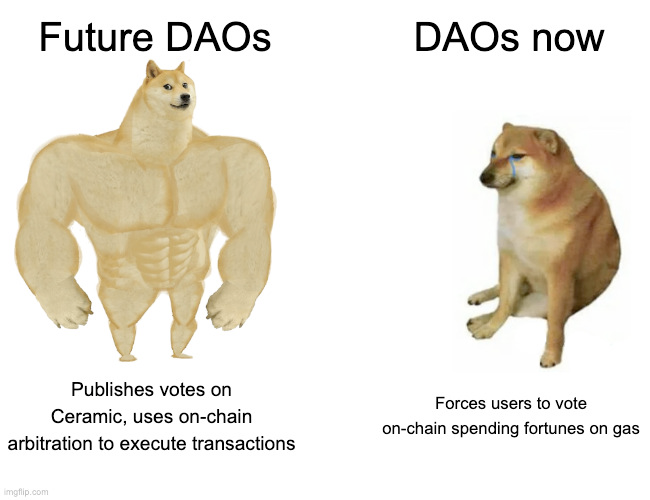 Future DAOs
DAOs now
Publishes votes on
Ceramic, uses on-chain
arbitration to execute transactions
Forces users to vote
on-chain spending fortunes on gas
imgflip.com